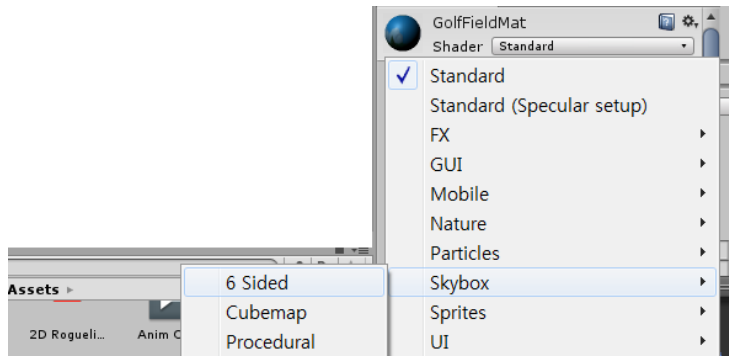 GolfFieldMat
Shader Standard
Standard
Standard (Specular setup)
FX
GUI
Mobile
Nature
Particles
Skybox
Sprites
UI
Assets
6 Sided
Cubemap
Procedural
2D Rogueli...
Anim C